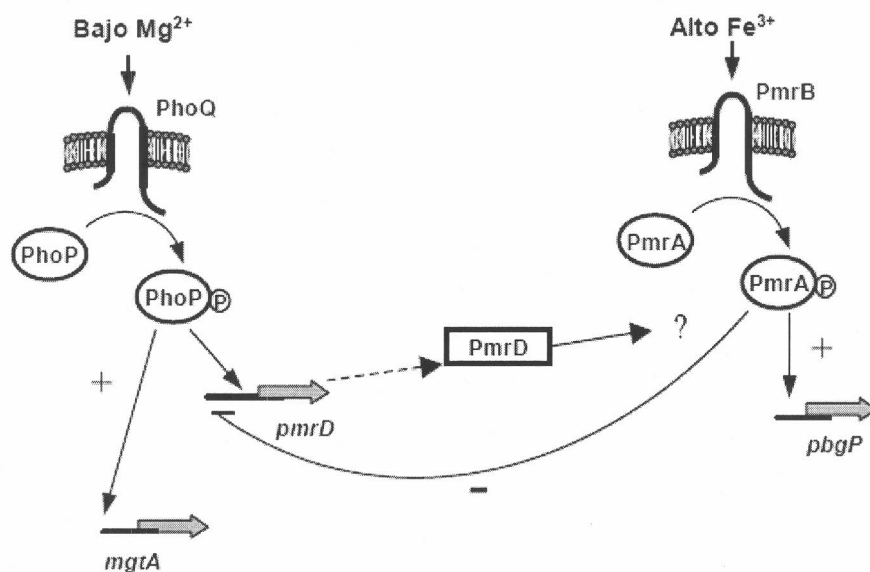 Bajo Mg²⁺
Alto Fe³⁺
PhoQ
PmrB
PhoP
PmrA
PhoP P
PmrA P
PmrD
?
+
+
pmrD
pbgP
-
-
mgtA